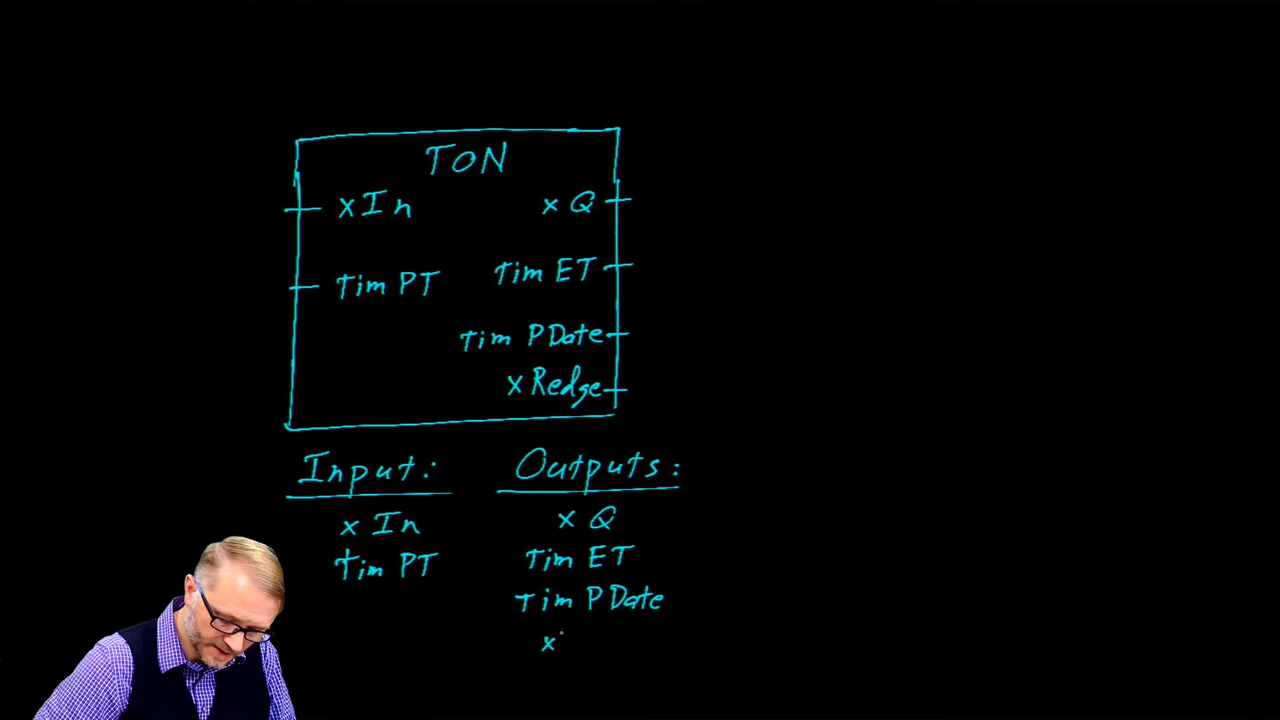 TON
xIn xQ
timPT timET
timPDate
xRedge
Input: Outputs:
xIn xQ
timPT timET
timPDate
x